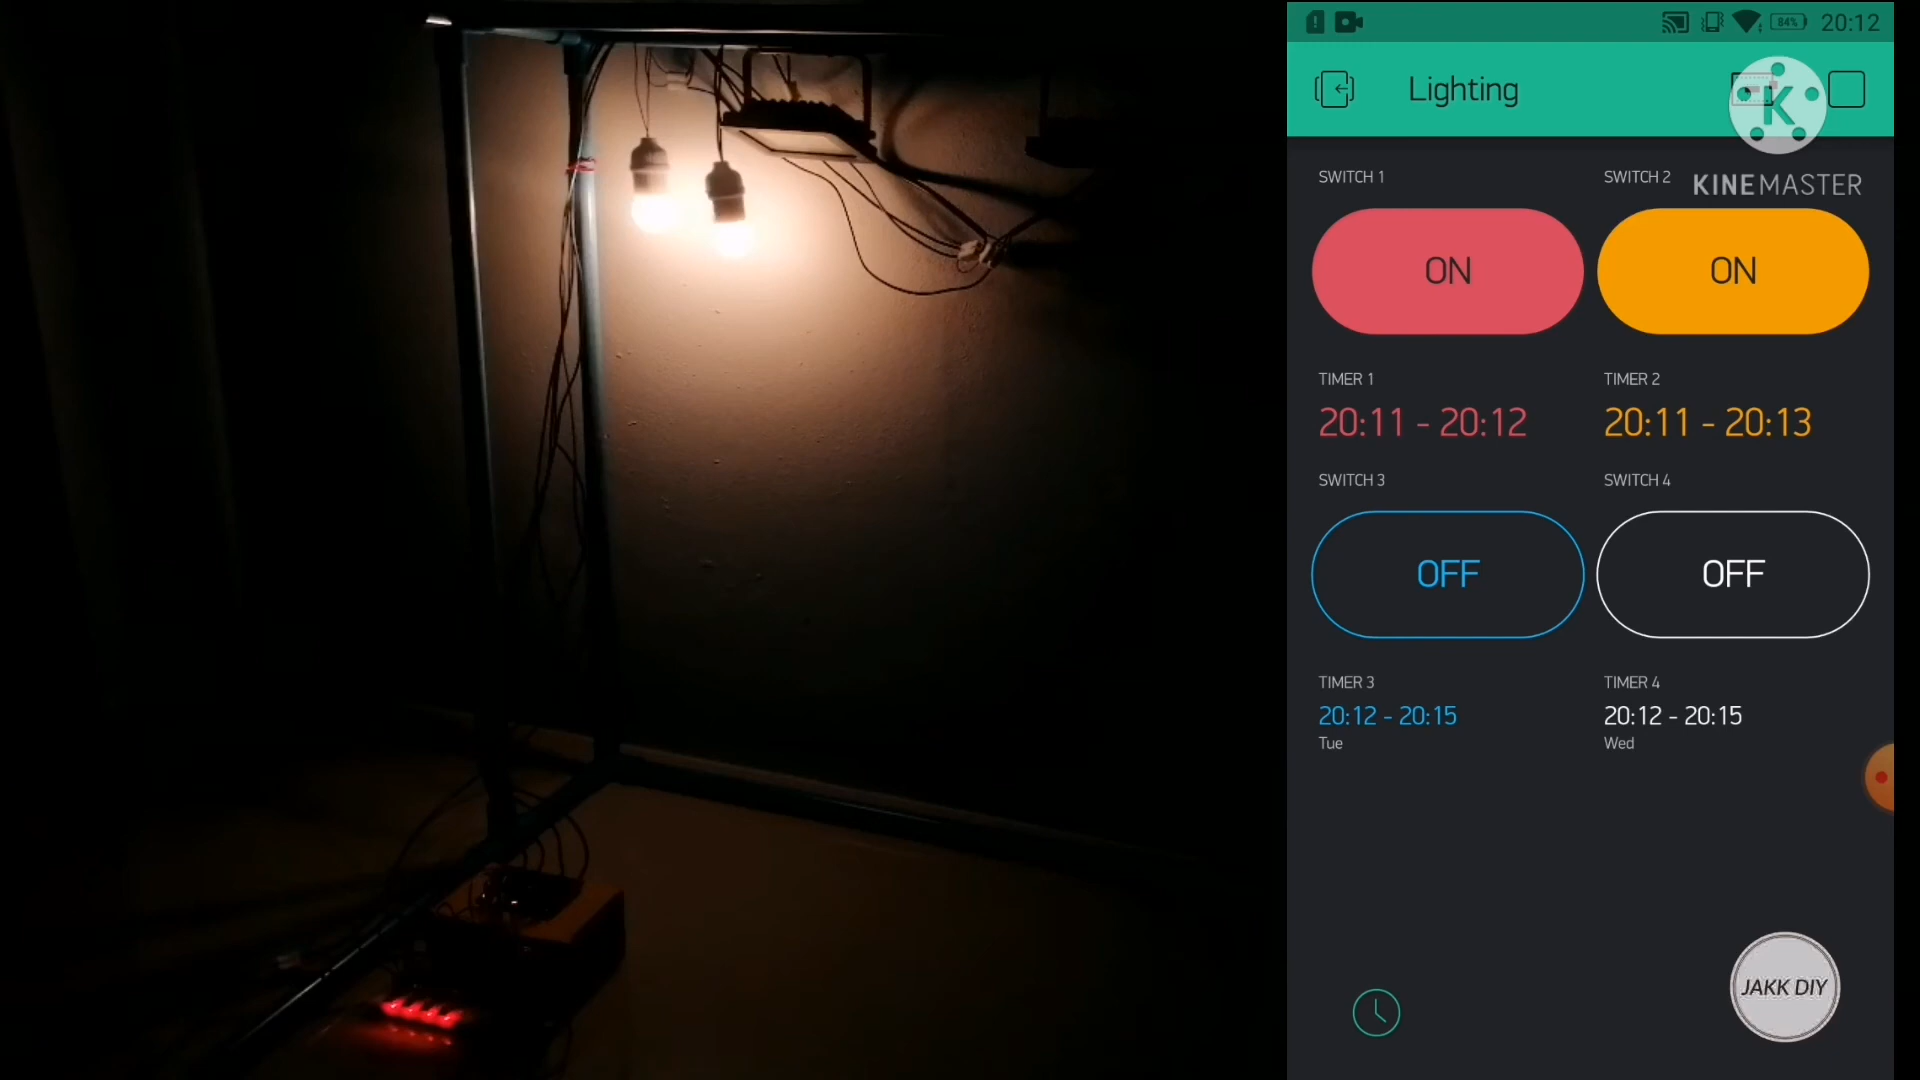 84% 20:12
Lighting
K
KINEMASTER
SWITCH 1 SWITCH 2
ON ON
TIMER 1 TIMER 2
20:11 - 20:12 20:11 - 20:13
SWITCH 3 SWITCH 4
OFF OFF
TIMER 3 TIMER 4
20:12 - 20:15 20:12 - 20:15
Tue Wed
JAKK DIY